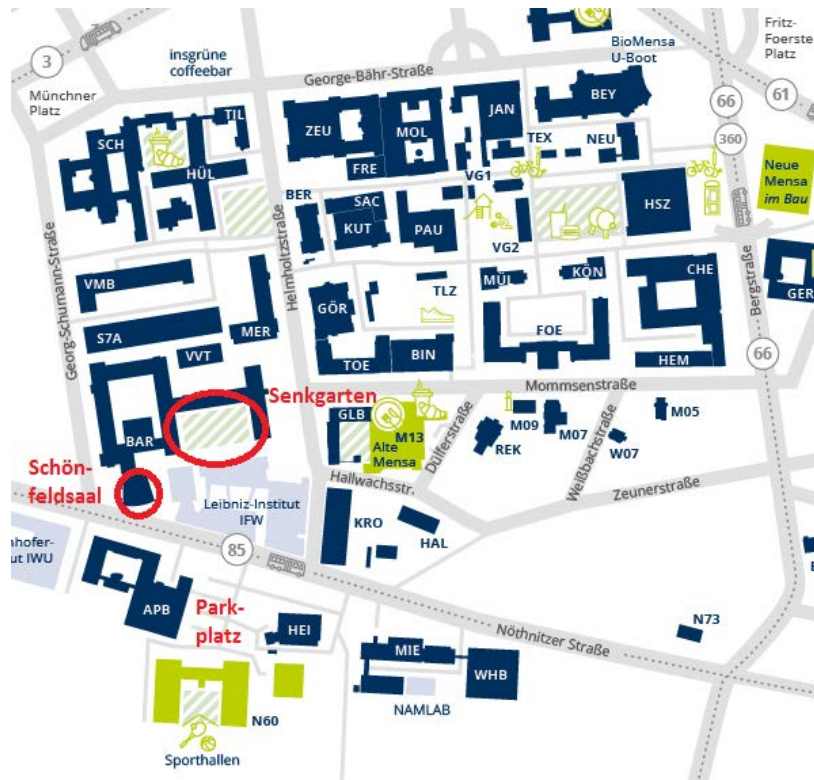 3
Münchner
Platz
insgrüne
coffeebar
George-Bähr-Straße
BioMensa
U-Boot
Fritz-
Foerste
Platz
61
66
360
SCH
TIL
HÜL
ZEU
MOL
FRE
JAN
BEY
TEX
NEU
VG1
VG2
BER
SAC
KUT
PAU
HSZ
Neue
Mensa
im Bau
Georg-Schumann-Straße
Helmholtzstraße
Bergstraße
VMB
S7A
VVT
MER
GÖR
TLZ
MÜL
KÖN
CHE
GER
FOE
TOE
BIN
HEM
66
Mommsenstraße
Senkgarten
BAR
GLB
M13
Alte
Mensa
Dülferstraße
REK
M09
M07
Weißbachstraße
W07
M05
Schön-
feldsaal
Leibniz-Institut
IFW
Hallwachsstr.
Zeunerstraße
KRO
HAL
nhofer-
ut IWU
85
APB
Park-
platz
HEI
Nöthnitzer Straße
N73
MIE
WHB
NAMLAB
N60
Sporthallen